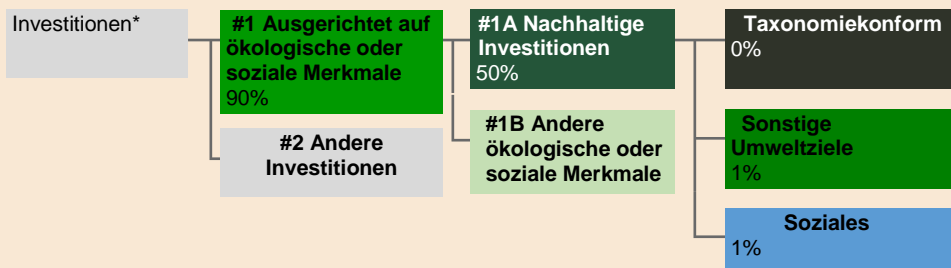 Investitionen*
#1 Ausgerichtet auf
ökologische oder
soziale Merkmale
90%
#2 Andere
Investitionen
#1A Nachhaltige
Investitionen
50%
#1B Andere
ökologische oder
soziale Merkmale
Taxonomiekonform
0%
Sonstige
Umweltziele
1%
Soziales
1%